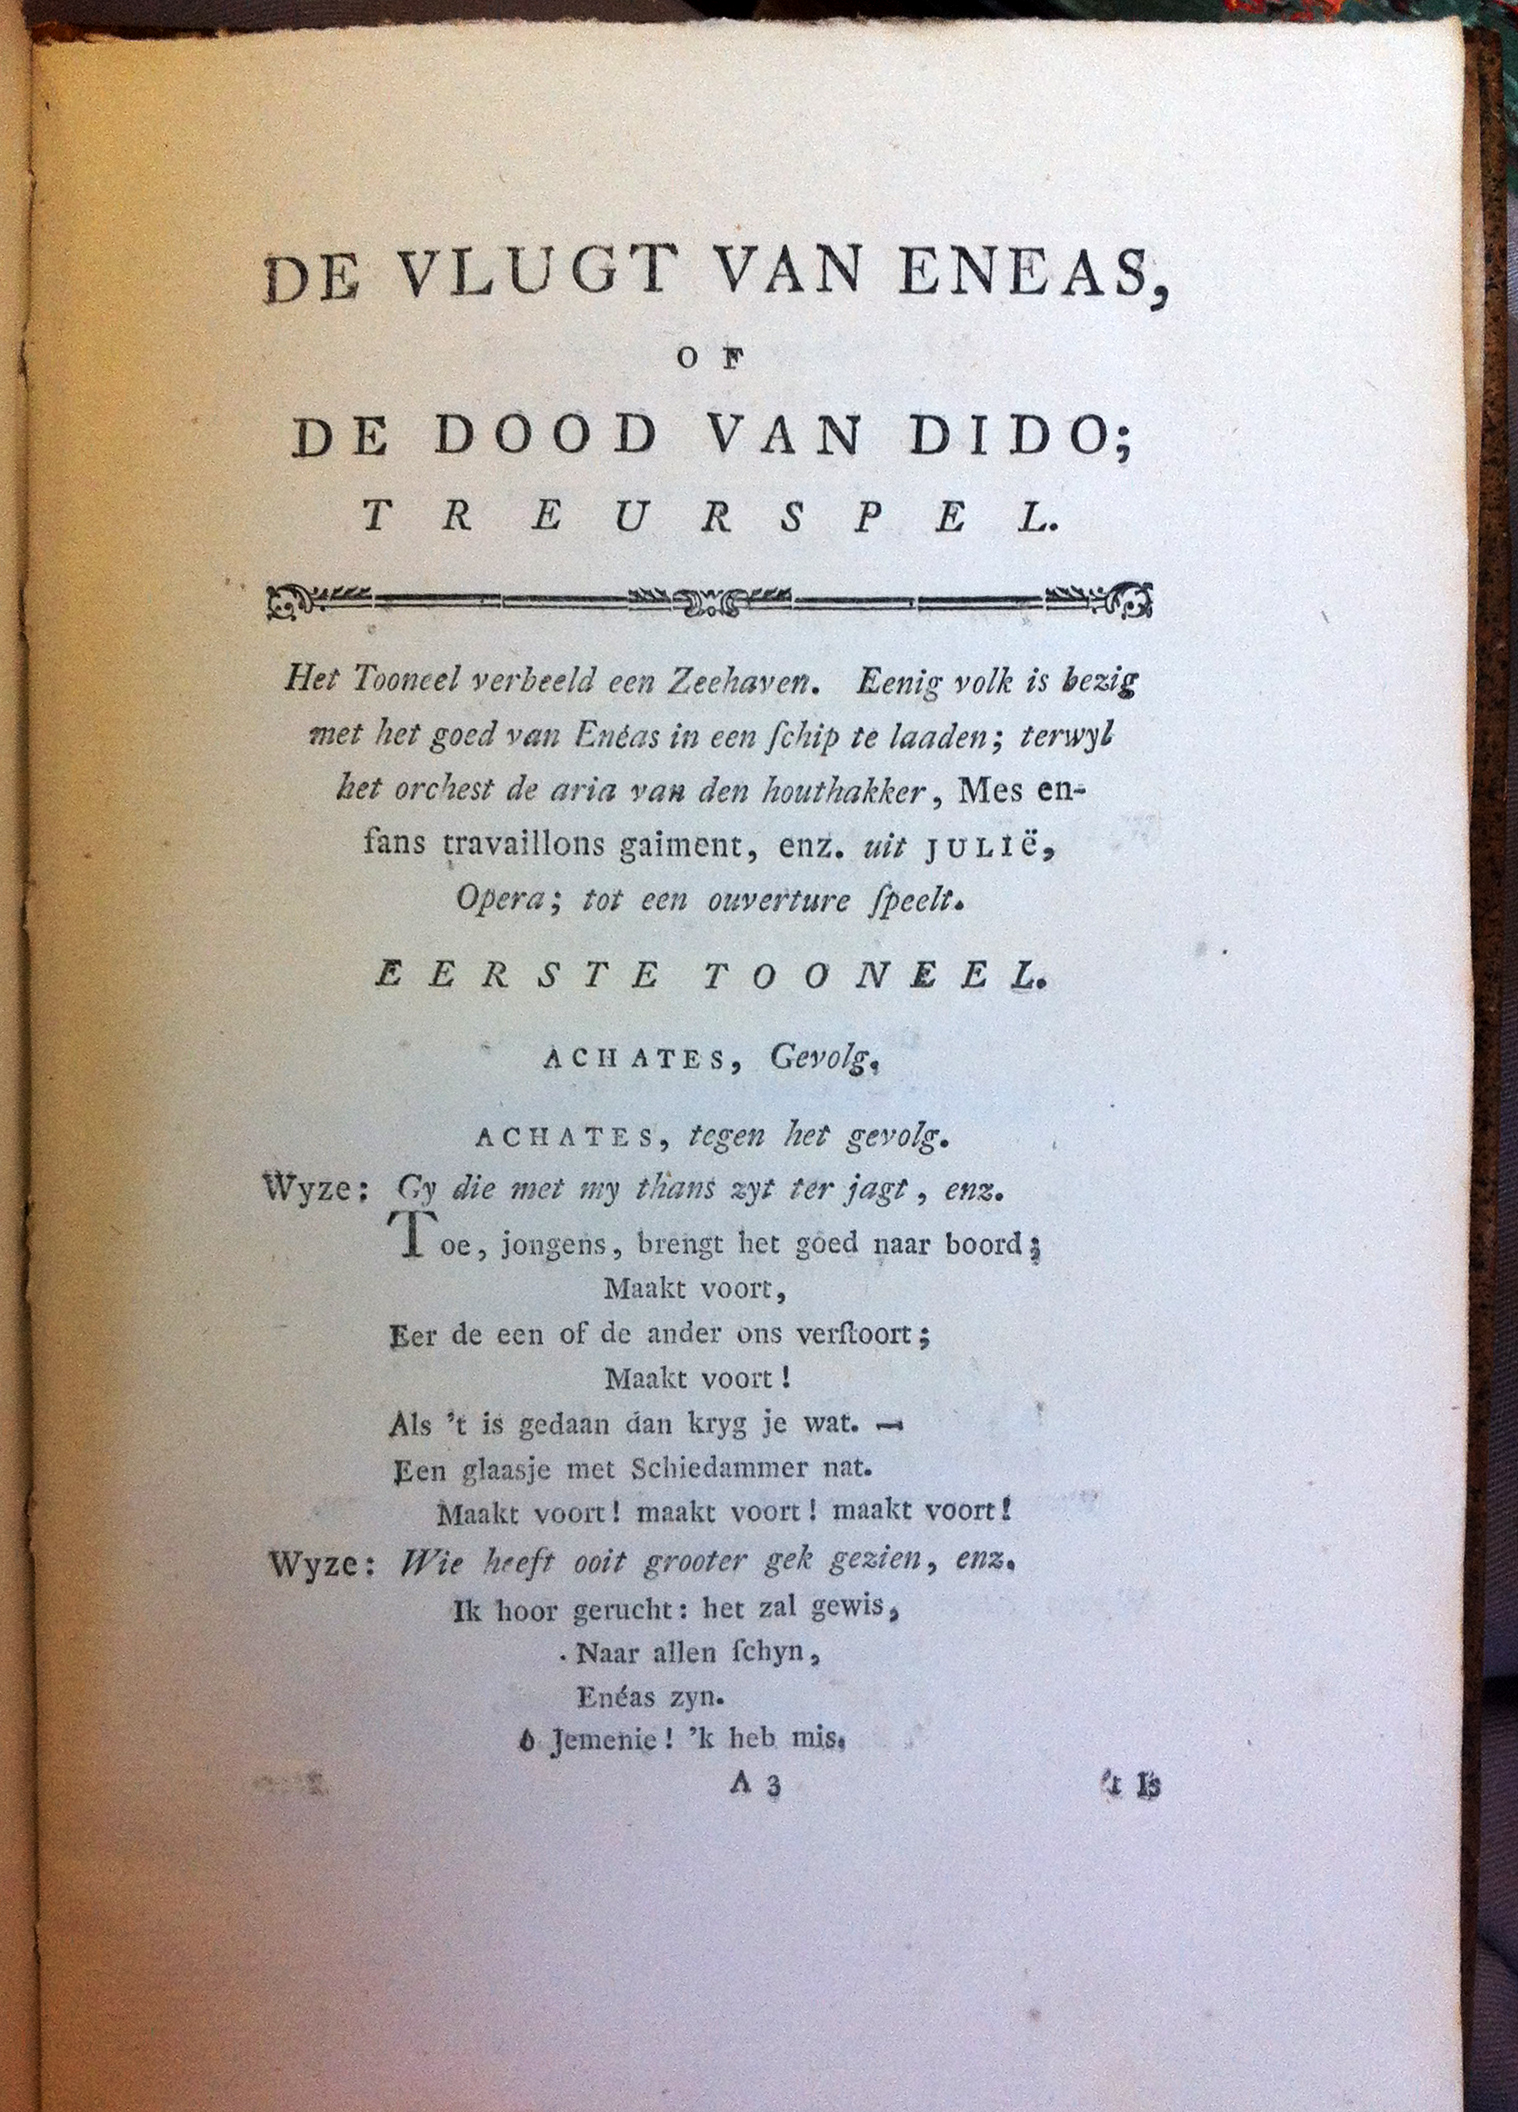 DE VLUGT VAN ENEAS,
OF
DE DOOD VAN DIDO;
TREURSPEL.
Het Tooneel verbeeld een Zeehaven. Eenig volk is bezig
met het goed van Enéas in een ſchip te laaden; terwyl
het orchest de aria van den houthakker, Mes en-
fans travaillons gaiment, enz. uit JULIë,
Opera; tot een ouverture ſpeelt.
EERSTE TOONEEL.
ACHATES, Gevolg.
ACHATES, tegen het gevolg.
Wyze: Gy die met my thans zyt ter jagt, enz.
Toe, jongens, brengt het goed naar boord;
Maakt voort,
Eer de een of de ander ons verſtoort;
Maakt voort!
Als 't is gedaan dan kryg je wat. —
Een glaasje met Schiedammer nat.
Maakt voort! maakt voort! maakt voort!
Wyze: Wie heeft ooit grooter gek gezien, enz.
Ik hoor gerucht: het zal gewis,
Naar allen ſchyn,
Enéas zyn.
ô Jemenie! 'k heb mis.
A 3
't Is